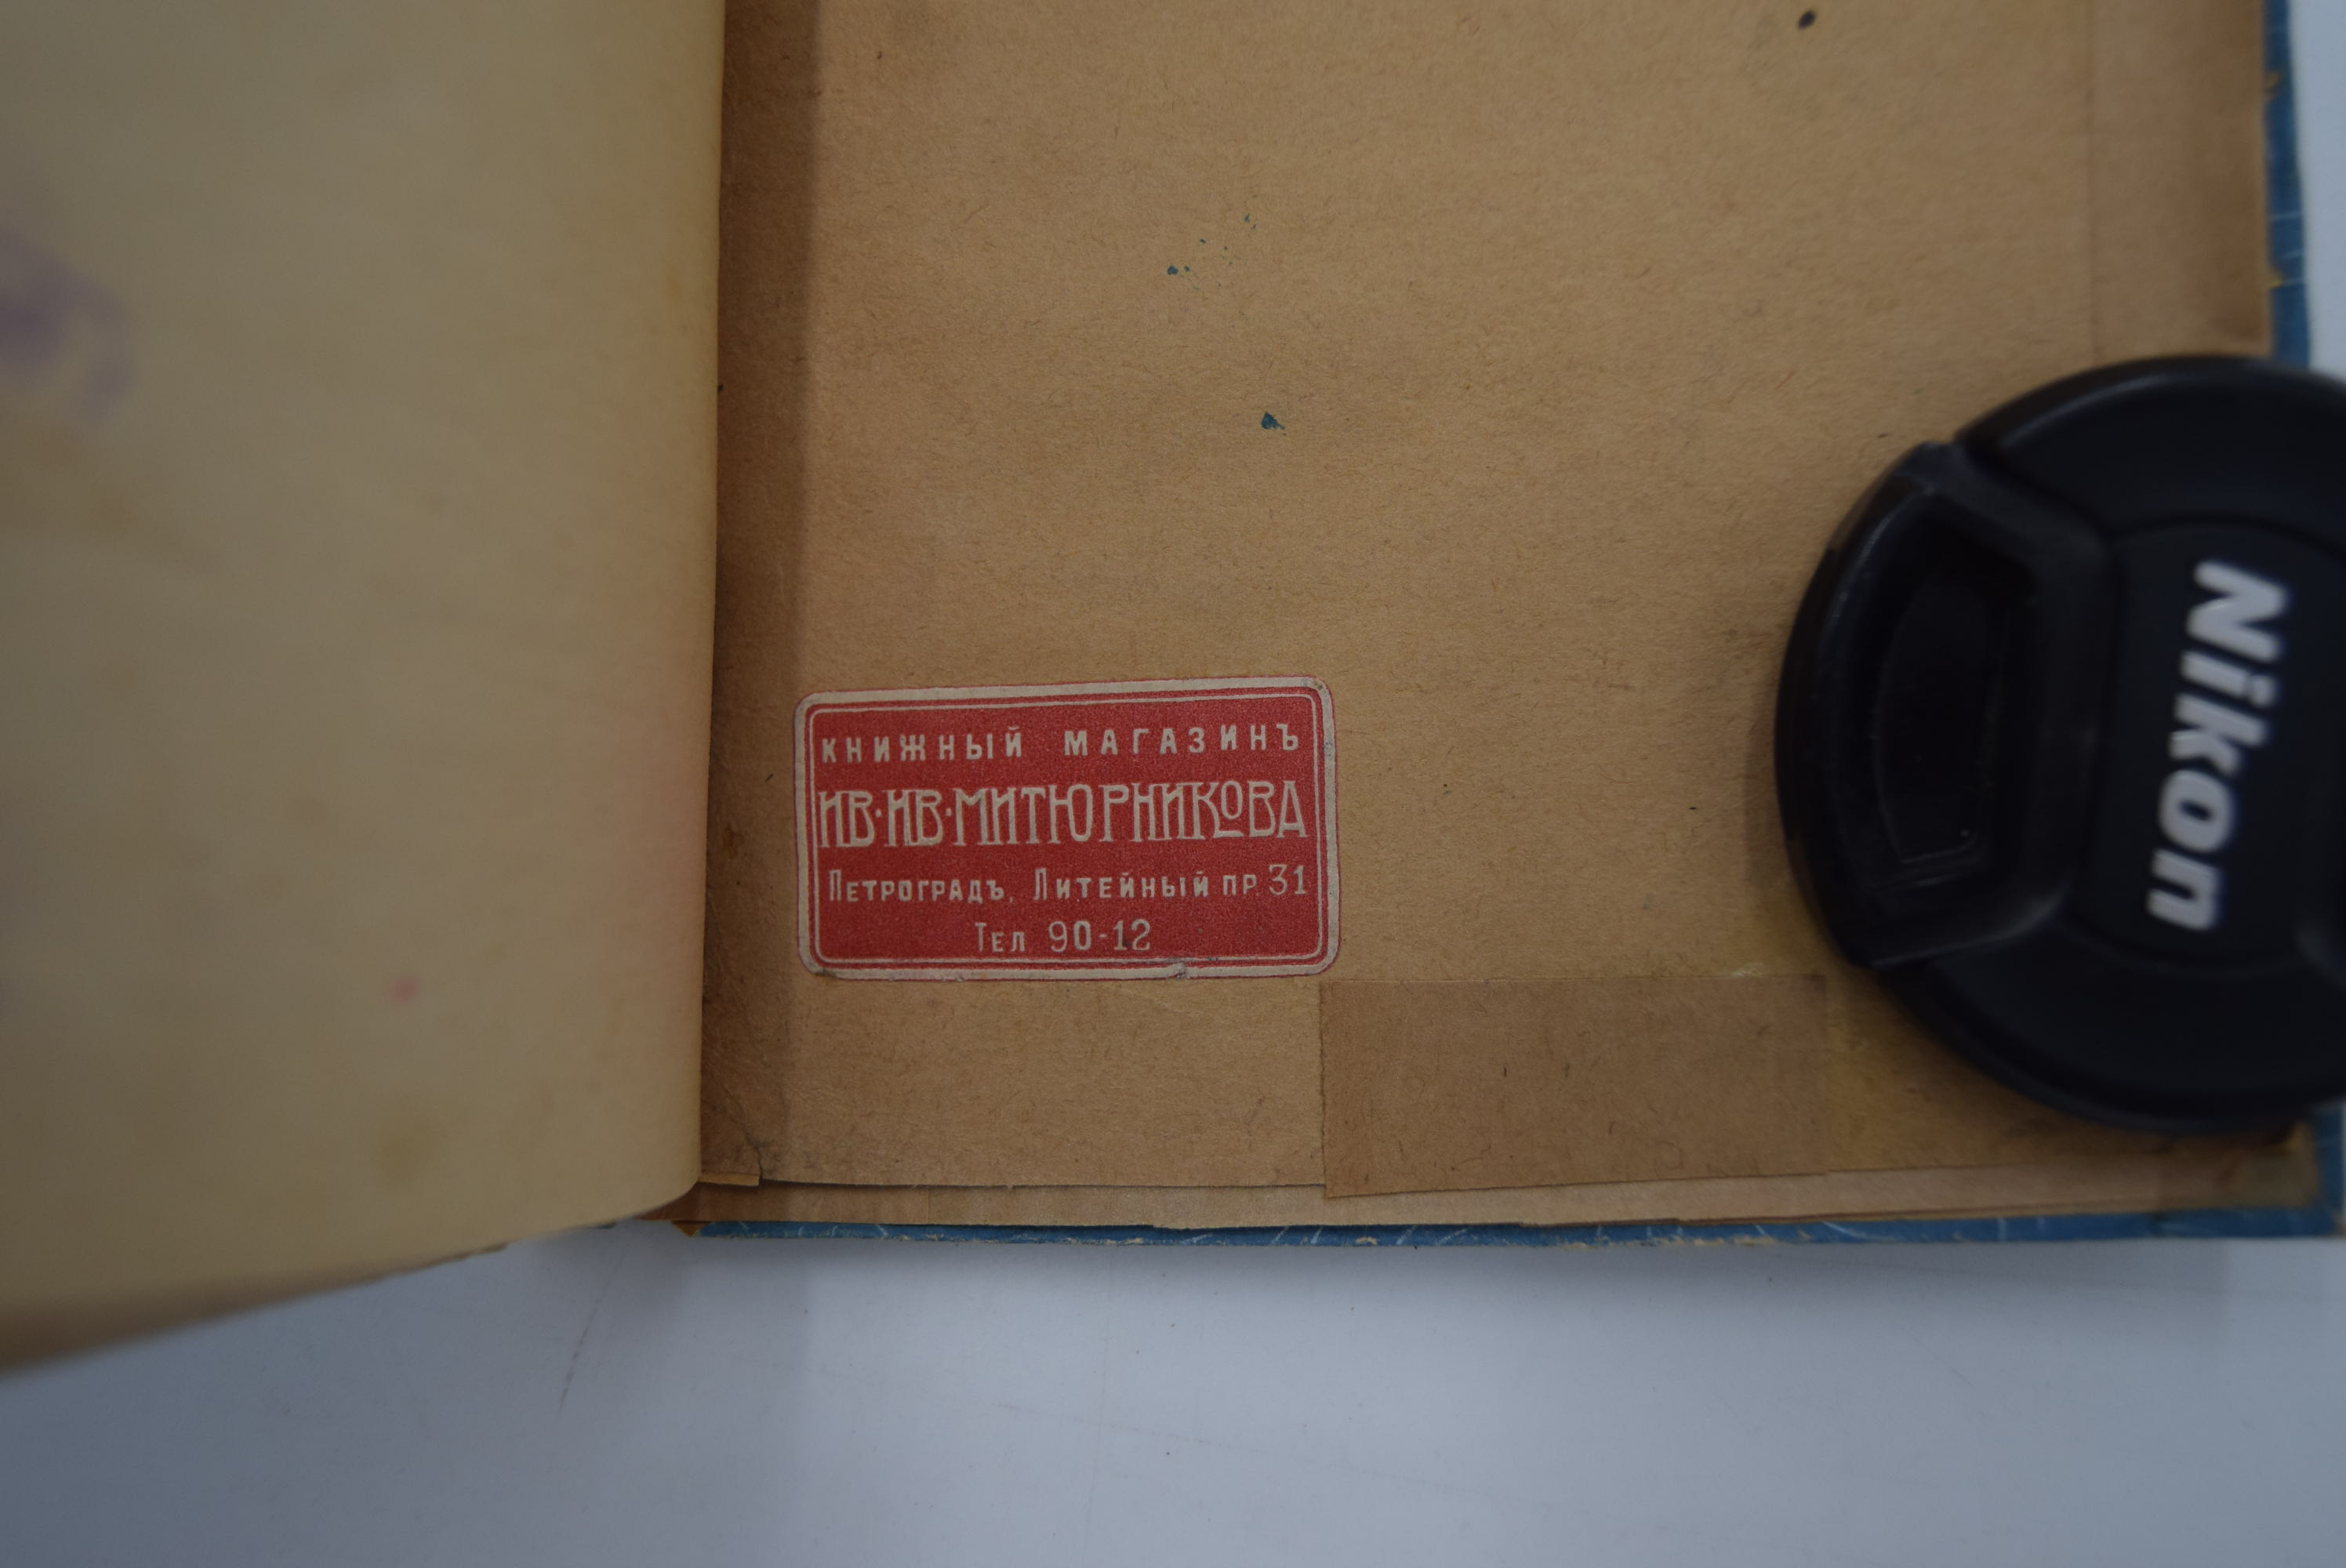 КНИЖНЫЙ МАГАЗИНЪ
ИВ·ИВ·МИТЮРНИКОВА
ПЕТРОГРАДЪ, ЛИТЕЙНЫЙ ПР. 31
ТЕЛ 90-12
Nikon